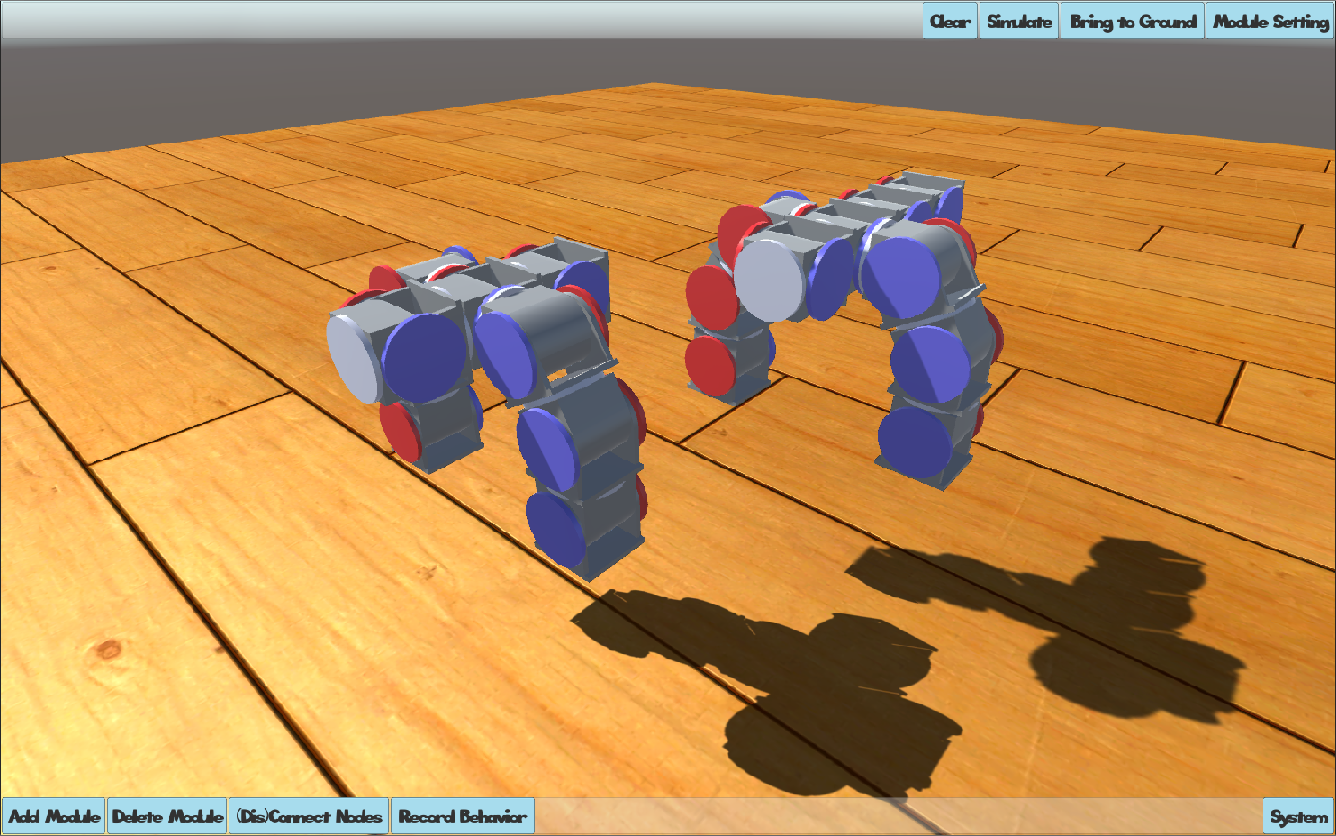 Clear Simulate Bring to Ground Module Setting
Add Module Delete Module (Dis)Connect Nodes Record Behavior System